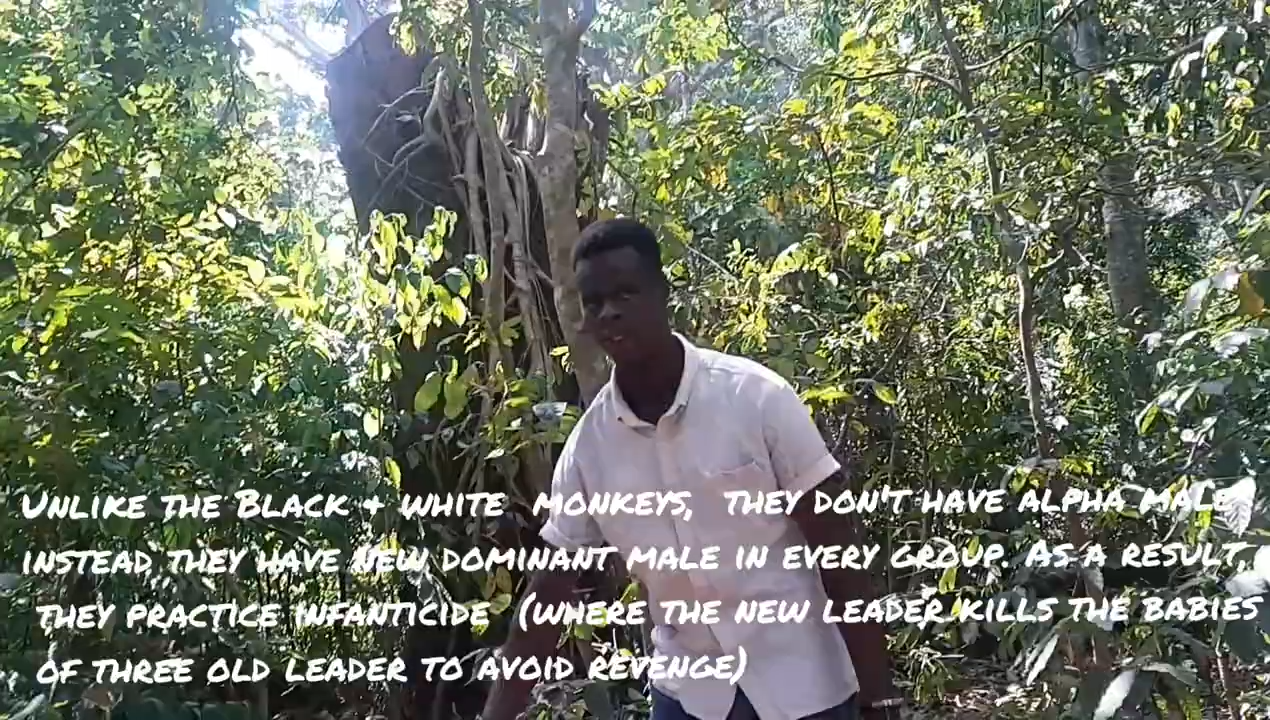 Unlike the Black & white monkeys, they don't have alpha male
instead, they have new dominant male in every group. As a result,
they practice infanticide (where the new leader kills the babies
of three old leader to avoid revenge)